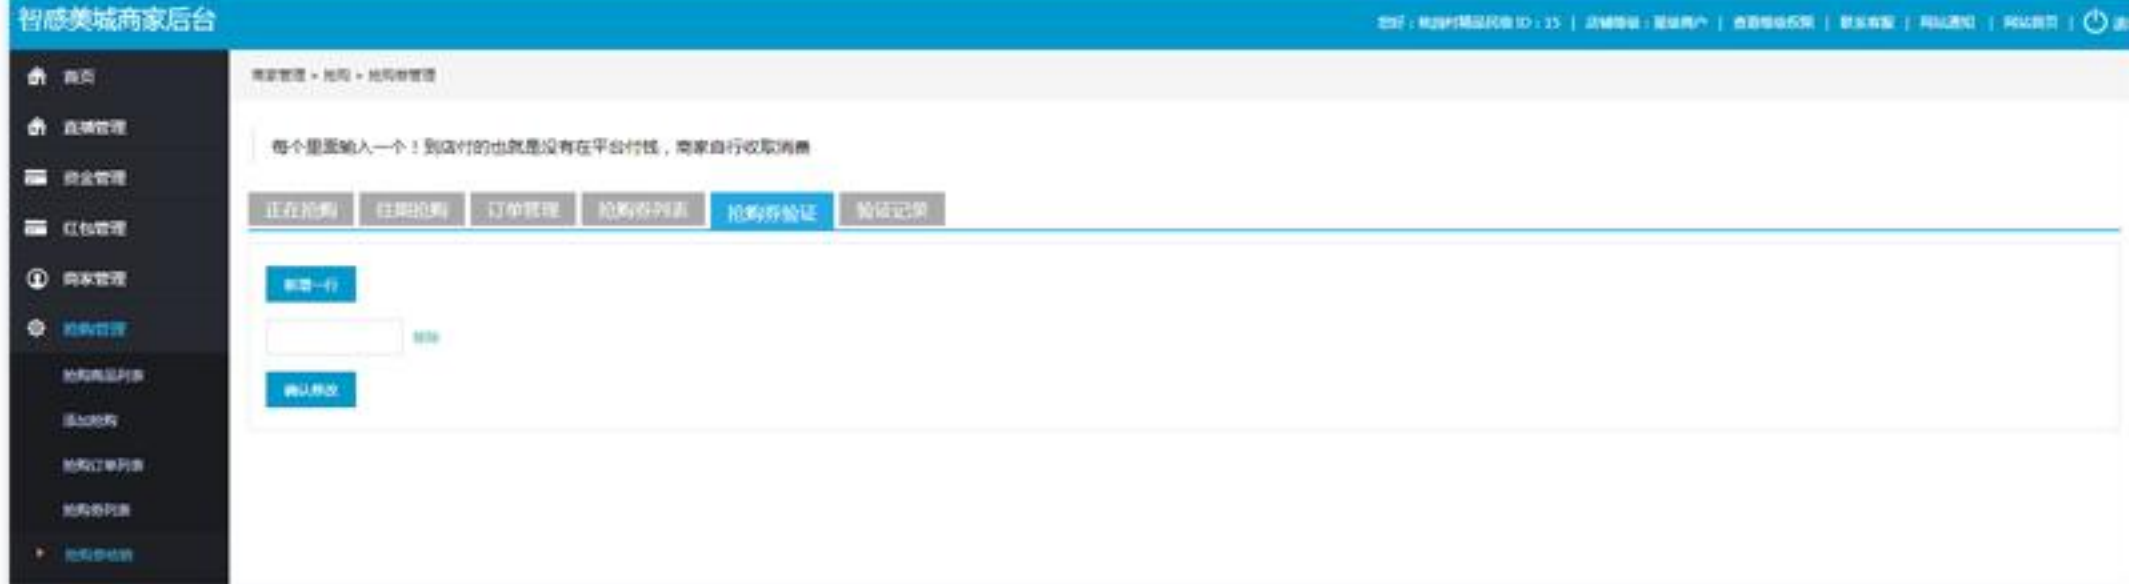 智感美城商家后台
首页
直播管理
资金管理
红包管理
商家管理
抢购管理
抢购商品列表
添加抢购
抢购订单列表
抢购券列表
抢购券核销
商家管理 > 抢购 > 抢购券管理
每个里面输入一个！到店付的也就是没有在平台付钱，商家自行收取消费
正在抢购 往期抢购 订单管理 抢购券列表 抢购券验证 验证记录
新增一行
确认修改